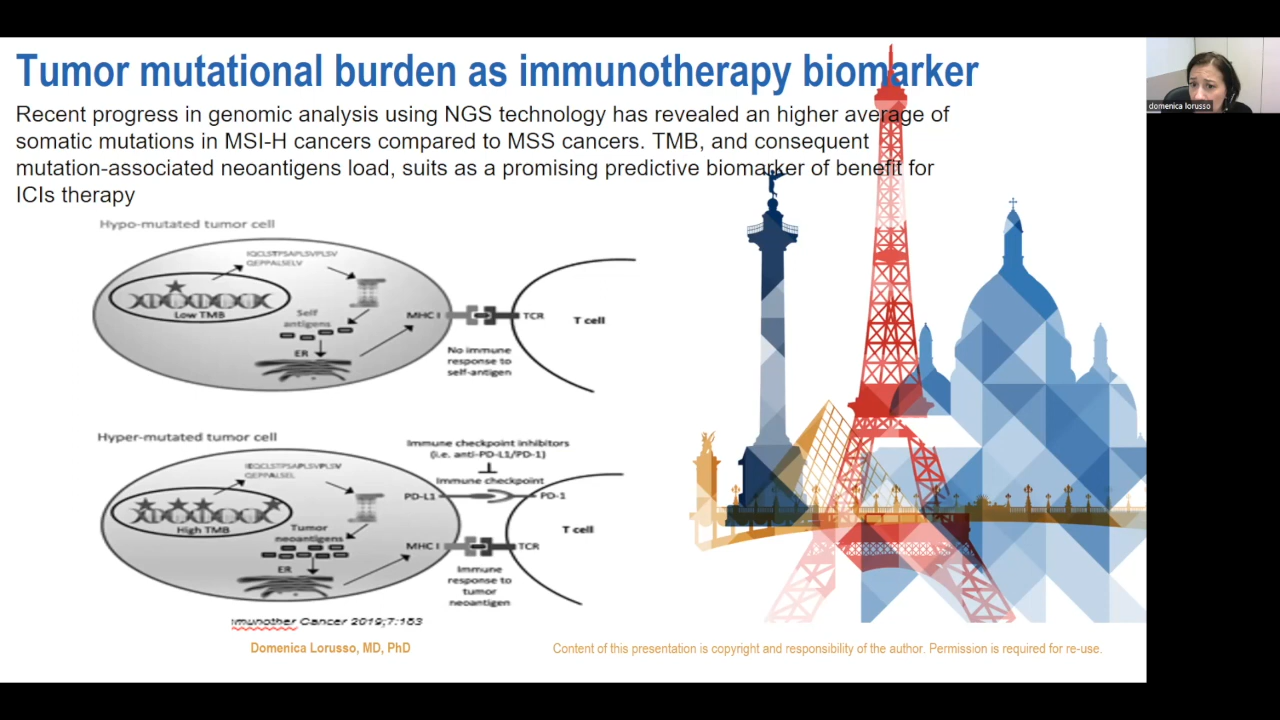 Tumor mutational burden as immunotherapy biomarker
Recent progress in genomic analysis using NGS technology has revealed an higher average of
somatic mutations in MSI-H cancers compared to MSS cancers. TMB, and consequent
mutation-associated neoantigens load, suits as a promising predictive biomarker of benefit for
ICIs therapy
domenica lorusso
Hypo-mutated tumor cell
IQCLSTPSAPLSVPLSV
QEPPALSELV
Low TMB
Self
antigens
ER
MHC I
TCR
T cell
No immune
response to
self-antigen
Hyper-mutated tumor cell
Immune checkpoint inhibitors
(i.e. anti-PD-L1/PD-1)
Immune checkpoint
QEPPALSEL
PD-L1
PD-1
High TMB
Tumor
neoantigens
ER
MHC I
TCR
T cell
Immune
response to
tumor
neoantigen
munother Cancer 2019;7:183
Domenica Lorusso, MD, PhD
Content of this presentation is copyright and responsibility of the author. Permission is required for re-use.